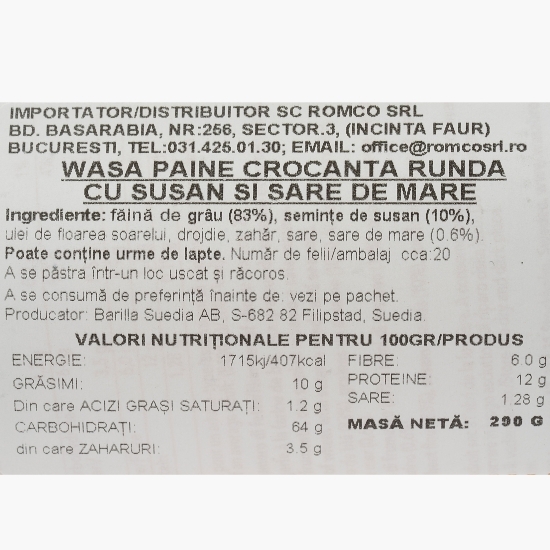 IMPORTATOR/DISTRIBUITOR SC ROMCO SRL
BD. BASARABIA, NR:256, SECTOR.3, (INCINTA FAUR)
BUCURESTI, TEL:031.425.01.30; EMAIL: office@romcosrl.ro
WASA PAINE CROCANTA RUNDA
CU SUSAN SI SARE DE MARE
Ingrediente: făină de grâu (83%), semințe de susan (10%),
ulei de floarea soarelui, drojdie, zahăr, sare, sare de mare (0.6%).
Poate conține urme de lapte. Număr de felii/ambalaj cca:20
A se păstra într-un loc uscat și răcoros.
A se consumă de preferință înainte de: vezi pe pachet.
Producator: Barilla Suedia AB, S-682 82 Filipstad, Suedia.
VALORI NUTRIȚIONALE PENTRU 100GR/PRODUS
ENERGIE: 1715kj/407kcal
GRĂSIMI: 10 g
Din care ACIZI GRAȘI SATURAȚI: 1.2 g
CARBOHIDRAȚI: 64 g
din care ZAHARURI: 3.5 g
FIBRE: 6.0 g
PROTEINE: 12 g
SARE: 1.28 g
MASĂ NETĂ: 290 G